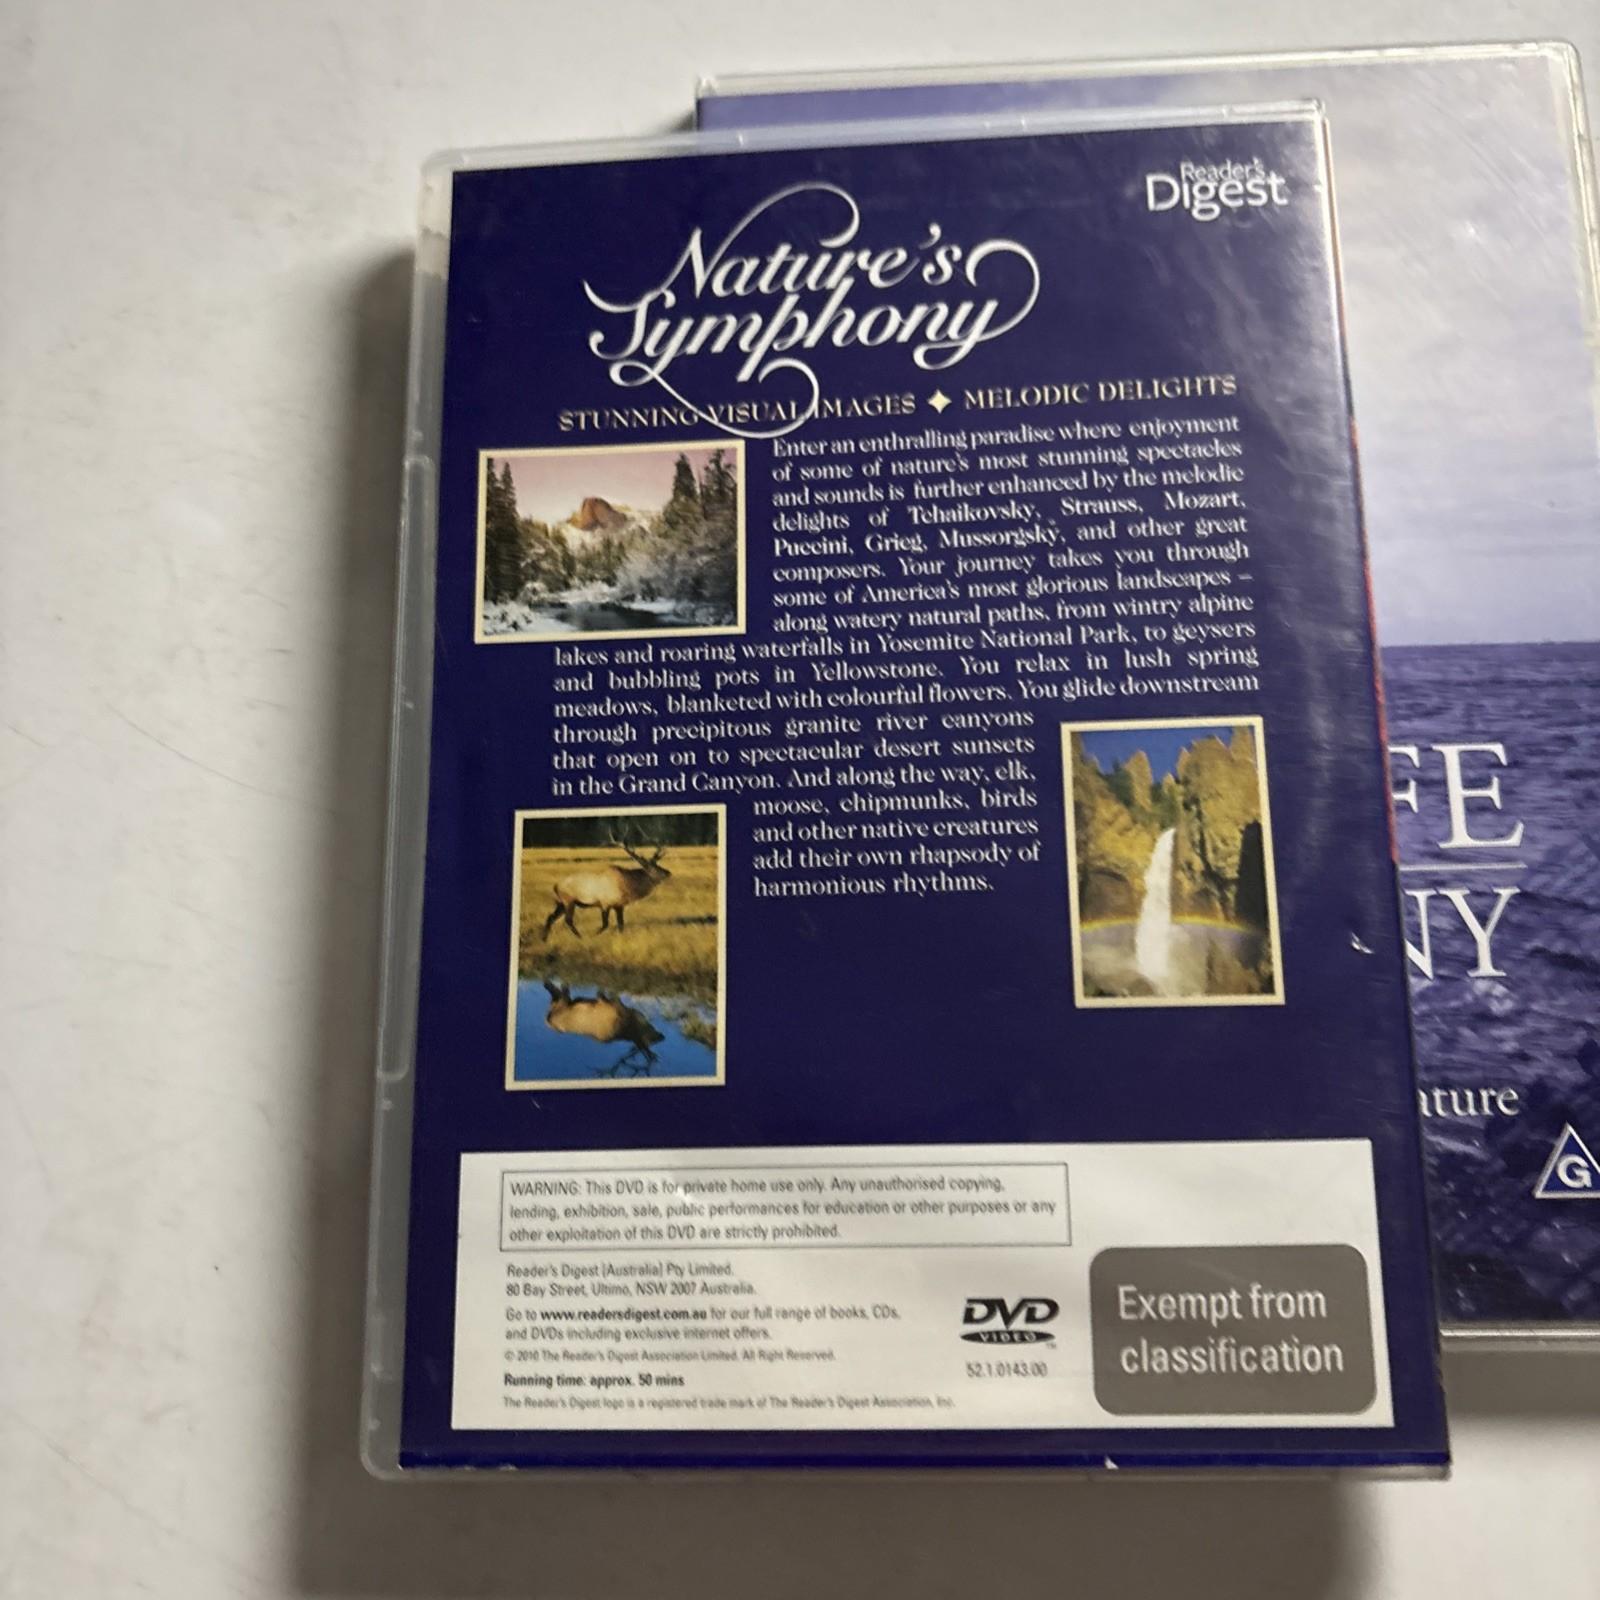 Reader's
Digest
Nature's
Symphony
STUNNING VISUAL IMAGES ✦ MELODIC DELIGHTS
Enter an enthralling paradise where enjoyment
of some of nature's most stunning spectacles
and sounds is further enhanced by the melodic
delights of Tchaikovsky, Strauss, Mozart,
Puccini, Grieg, Mussorgsky, and other great
composers. Your journey takes you through
some of America's most glorious landscapes –
along watery natural paths, from wintry alpine
lakes and roaring waterfalls in Yosemite National Park, to geysers
and bubbling pots in Yellowstone. You relax in lush spring
meadows, blanketed with colourful flowers. You glide downstream
through precipitous granite river canyons
that open on to spectacular desert sunsets
in the Grand Canyon. And along the way, elk,
moose, chipmunks, birds
and other native creatures
add their own rhapsody of
harmonious rhythms.
WARNING: This DVD is for private home use only. Any unauthorised copying,
lending, exhibition, sale, public performances for education or other purposes or any
other exploitation of this DVD are strictly prohibited.
Reader's Digest (Australia) Pty Limited.
80 Bay Street, Ultimo, NSW 2007 Australia.
Go to www.readersdigest.com.au for our full range of books, CDs,
and DVDs including exclusive internet offers.
© 2010 The Reader's Digest Association Limited. All Right Reserved.
Running time: approx. 50 mins
The Reader's Digest logo is a registered trade mark of The Reader's Digest Association, Inc.
DVD
VIDEO
TM
52.1.0143.00
Exempt from
classification
FE
NY
ature
G